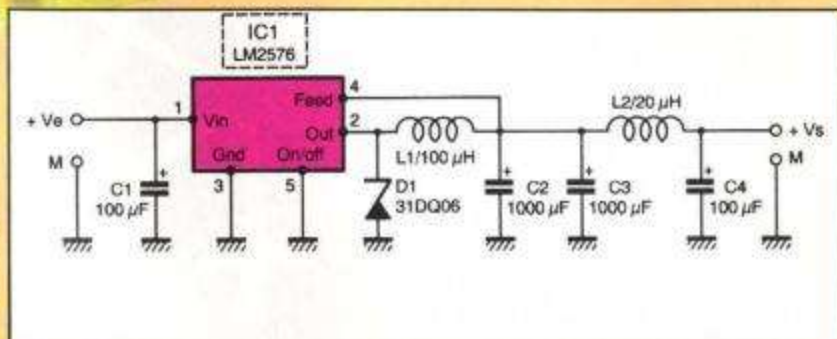 IC1
LM2576
4
Feed
L2/20 µH
+ Ve
1
Vin
2
+ Vs
Out
L1/100 µH
M
Gnd
On/off
M
+
C1
100 µF
3
5
D1
31DQ06
+
C2
1000 µF
+
C3
1000 µF
+
C4
100 µF